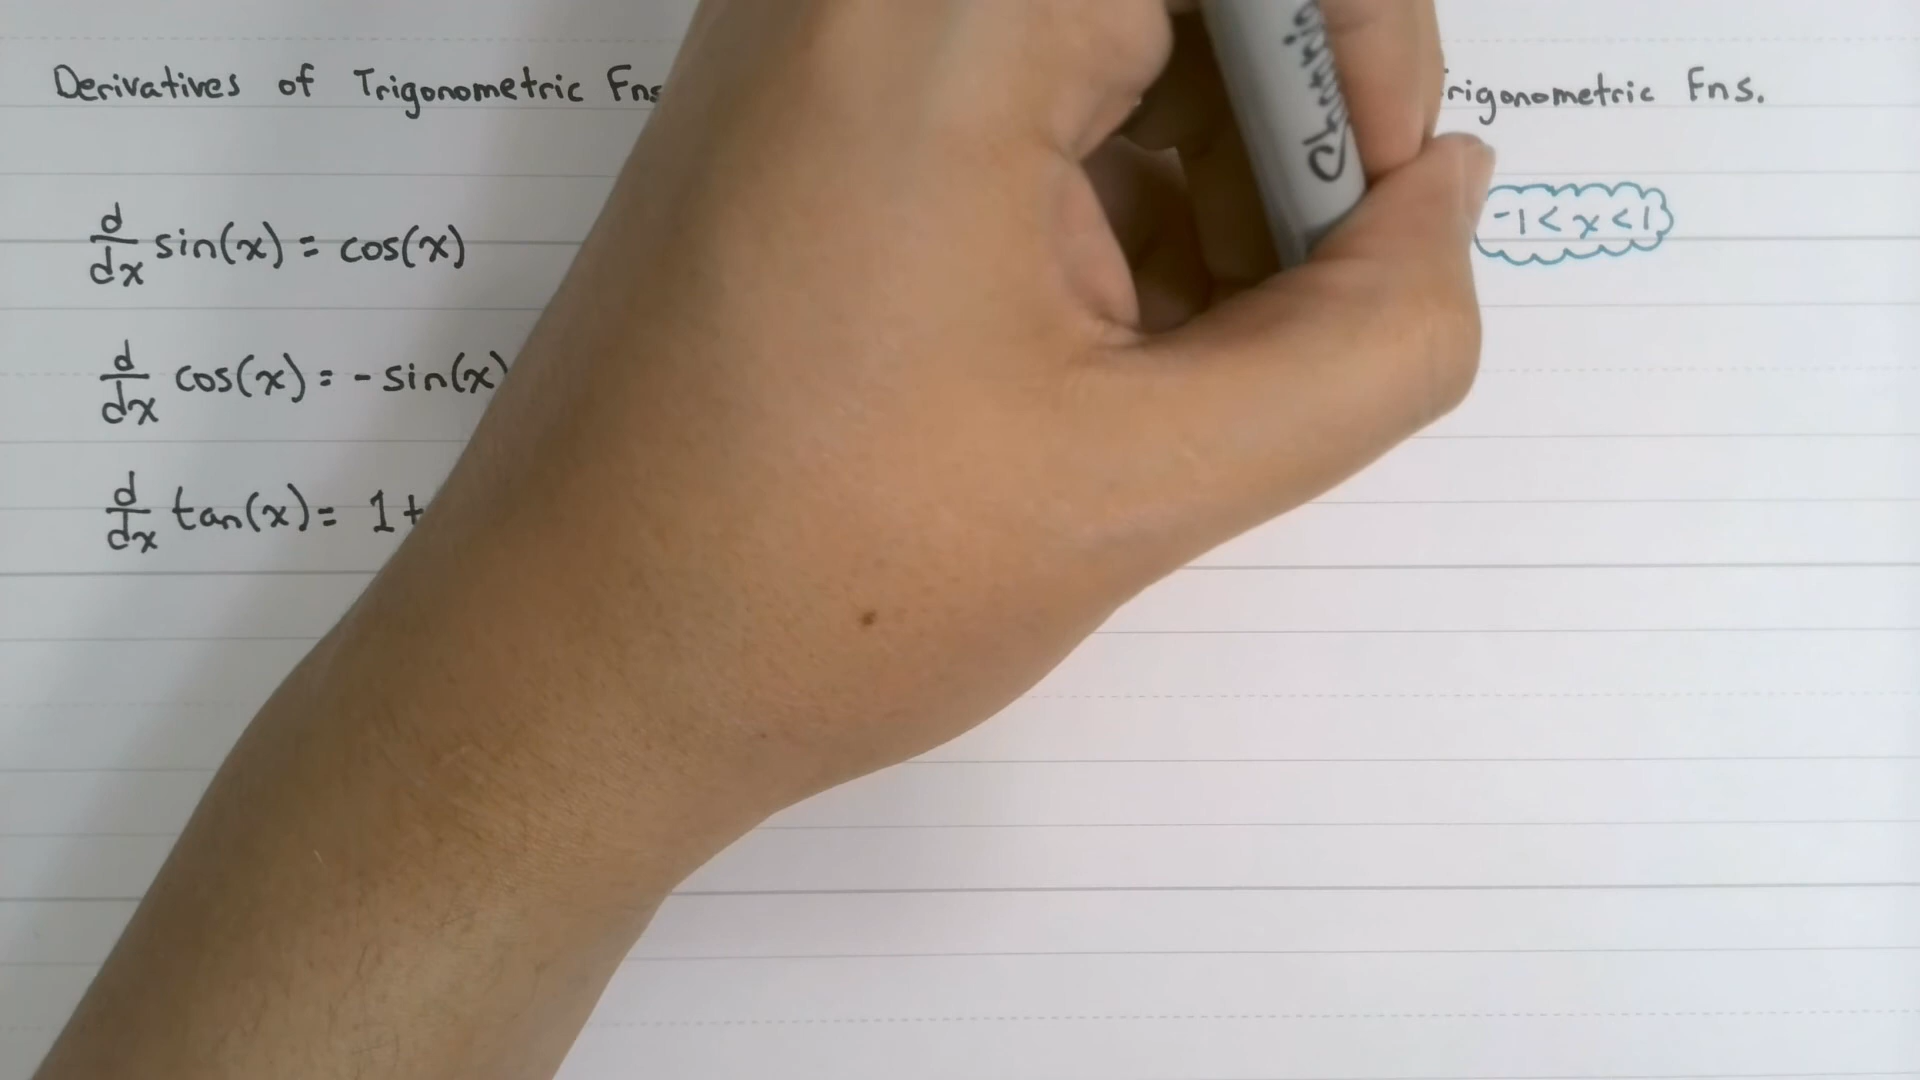 Derivatives of Trigonometric Fns
rigonometric Fns.
d/dx sin(x) = cos(x)
-1 < x < 1
d/dx cos(x) = -sin(x)
d/dx tan(x) = 1+